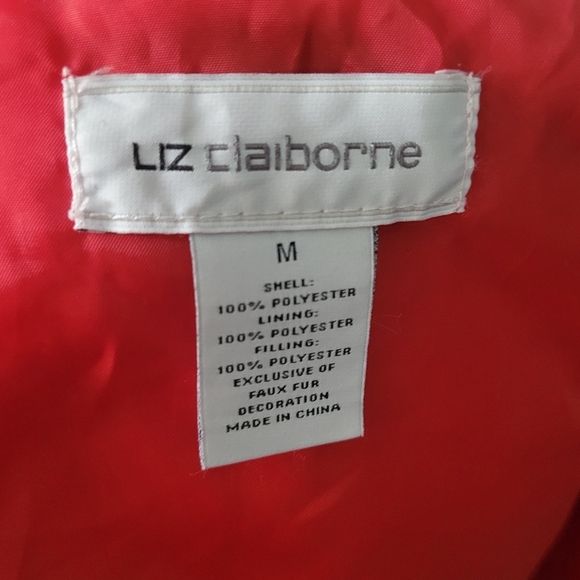 LIZ claiborne
M
SHELL:
100% POLYESTER
LINING:
100% POLYESTER
FILLING:
100% POLYESTER
EXCLUSIVE OF
FAUX FUR
DECORATION
MADE IN CHINA